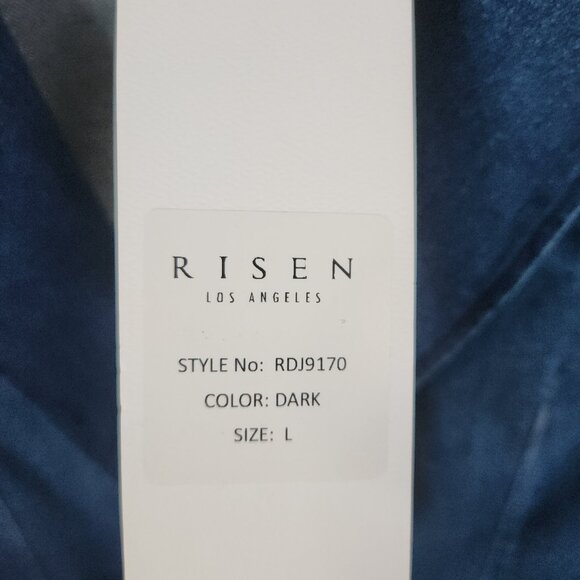 RISEN
LOS ANGELES
STYLE No: RDJ9170
COLOR: DARK
SIZE: L